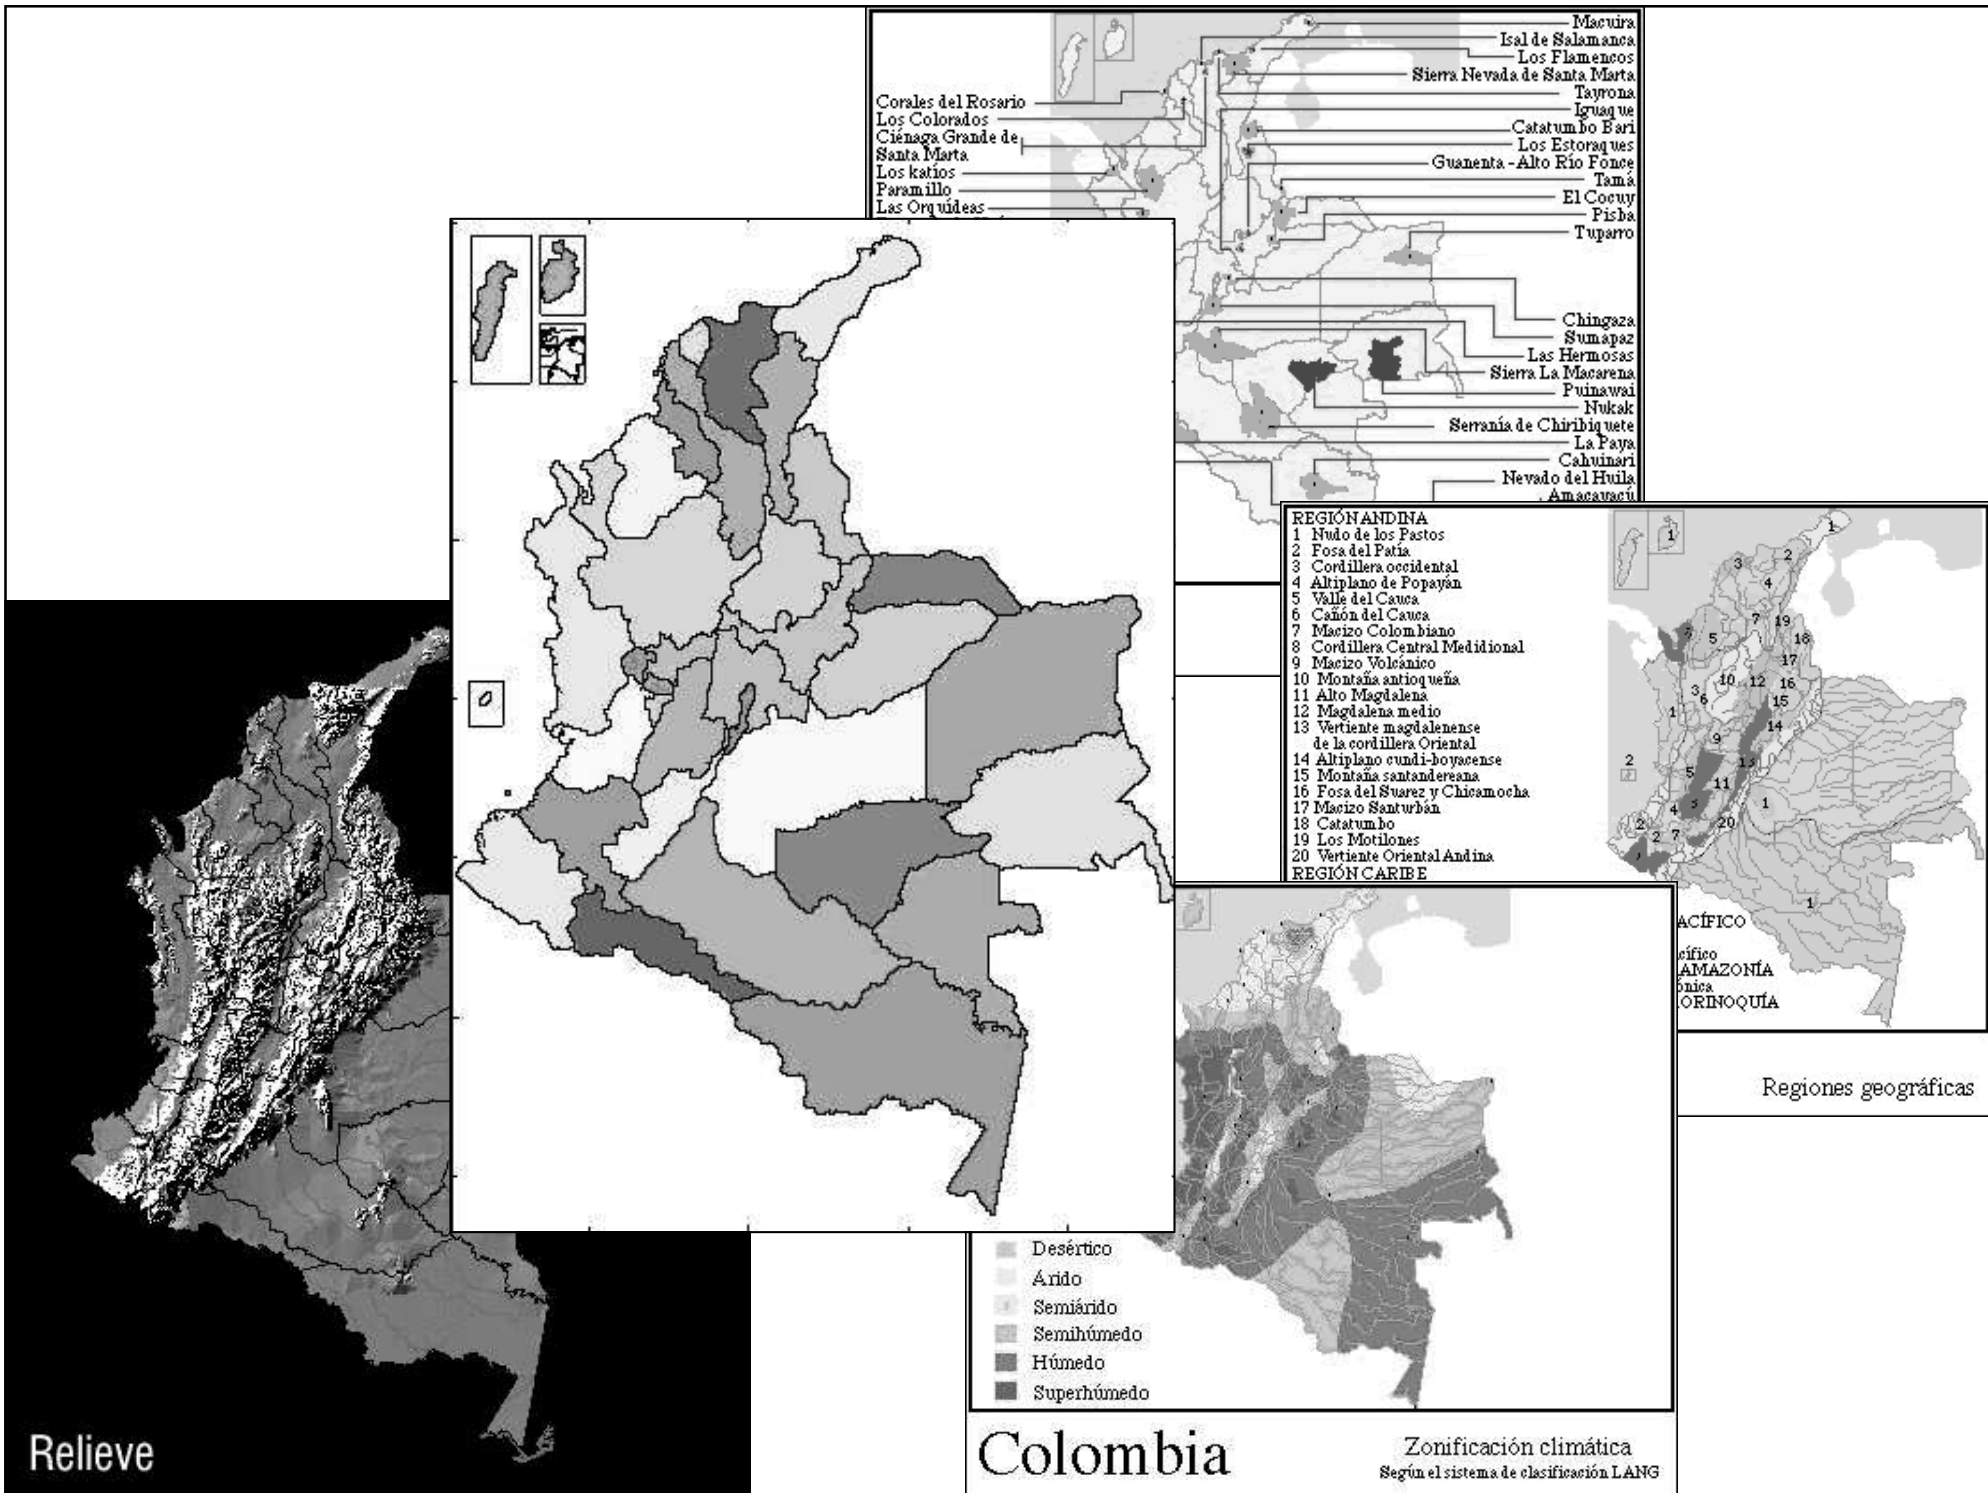 Macuira
Isal de Salamanca
Los Flamencos
Sierra Nevada de Santa Marta
Tayrona
Iguaque
Catatumbo Bari
Los Estoraques
Guanenta - Alto Río Fonce
Tamá
El Cocuy
Pisba
Tuparro
Corales del Rosario
Los Colorados
Ciénaga Grande de
Santa Marta
Los katíos
Paramillo
Las Orquídeas
Chingaza
Sumapaz
Las Hermosas
Sierra La Macarena
Puinawai
Nukak
Serranía de Chiribiquete
La Paya
Cahuinari
Nevado del Huila
Amacayacú
REGIÓN ANDINA
1 Nudo de los Pastos
2 Fosa del Patía
3 Cordillera occidental
4 Altiplano de Popayán
5 Valle del Cauca
6 Cañón del Cauca
7 Macizo Colombiano
8 Cordillera Central Medidional
9 Macizo Volcánico
10 Montaña antioqueña
11 Alto Magdalena
12 Magdalena medio
13 Vertiente magdalenense
de la cordillera Oriental
14 Altiplano cundi-boyacense
15 Montaña santandereana
16 Fosa del Suarez y Chicamocha
17 Macizo Santurbán
18 Catatumbo
19 Los Motilones
20 Vertiente Oriental Andina
REGIÓN CARIBE
ACÍFICO
cífico
AMAZONÍA
ónica
ORINOQUÍA
Regiones geográficas
Desértico
Árido
Semiárido
Semihúmedo
Húmedo
Superhúmedo
Colombia
Zonificación climática
Según el sistema de clasificación LANG
Relieve